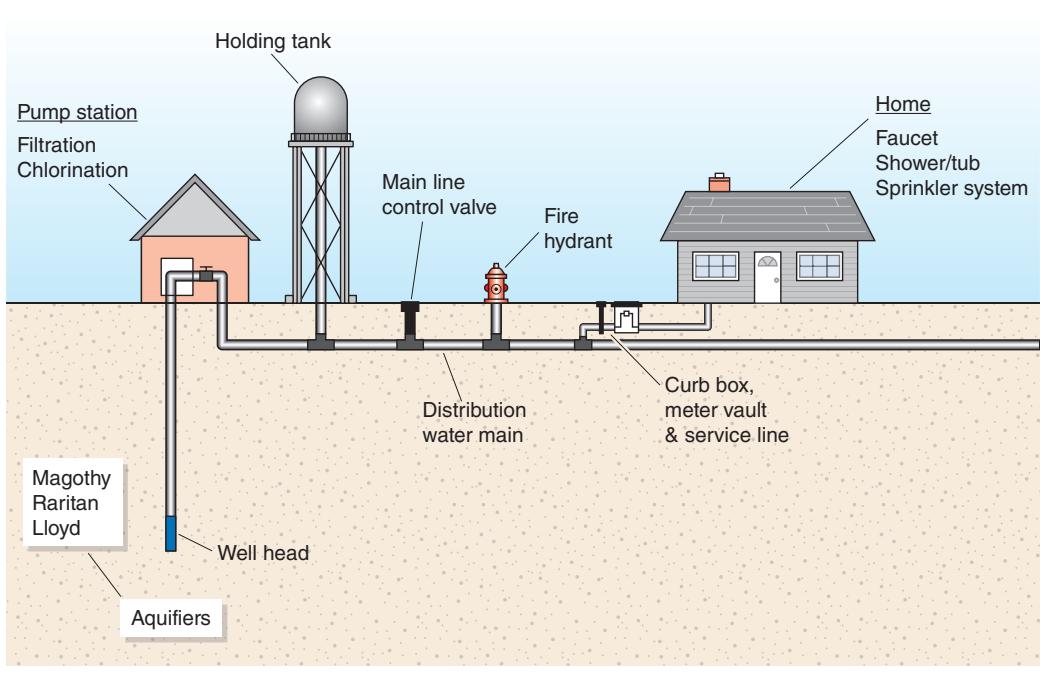 Holding tank
Pump station
Filtration
Chlorination
Main line
control valve
Fire
hydrant
Home
Faucet
Shower/tub
Sprinkler system
Distribution
water main
Curb box,
meter vault
& service line
Magothy
Raritan
Lloyd
Well head
Aquifiers